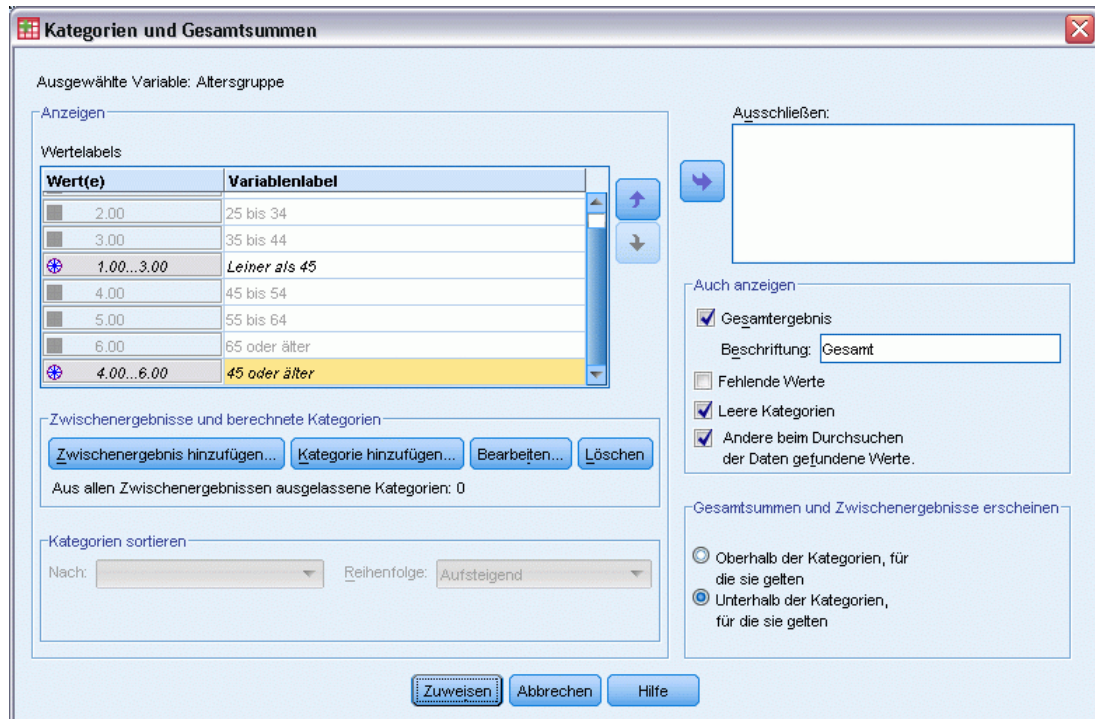 Kategorien und Gesamtsummen
Ausgewählte Variable: Altersgruppe
Anzeigen
Wertelabels
Wert(e) Variablenlabel
2.00 25 bis 34
3.00 35 bis 44
1.00...3.00 Leiner als 45
4.00 45 bis 54
5.00 55 bis 64
6.00 65 oder älter
4.00...6.00 45 oder älter
Zwischenergebnisse und berechnete Kategorien
Zwischenergebnis hinzufügen... Kategorie hinzufügen... Bearbeiten... Löschen
Aus allen Zwischenergebnissen ausgelassene Kategorien: 0
Kategorien sortieren
Nach: Reihenfolge: Aufsteigend
Ausschließen:
Auch anzeigen
Gesamtergebnis
Beschriftung: Gesamt
Fehlende Werte
Leere Kategorien
Andere beim Durchsuchen
der Daten gefundene Werte.
Gesamtsummen und Zwischenergebnisse erscheinen
Oberhalb der Kategorien, für
die sie gelten
Unterhalb der Kategorien,
für die sie gelten
Zuweisen Abbrechen Hilfe